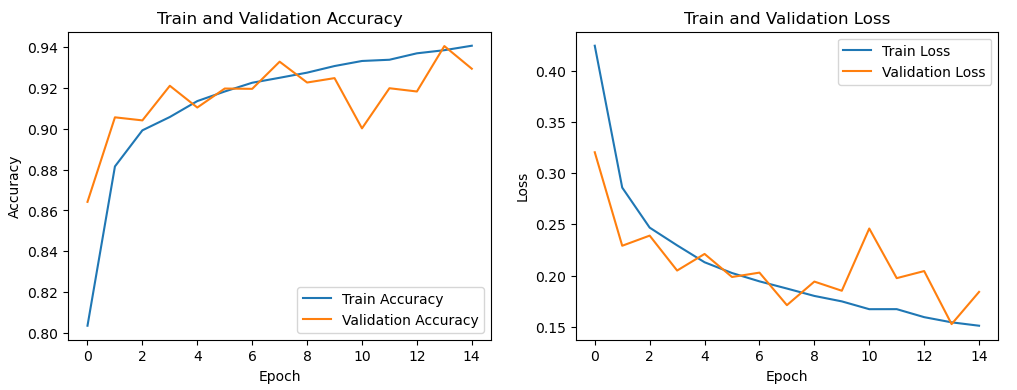 Train and Validation Accuracy
Accuracy
0.94
0.92
0.90
0.88
0.86
0.84
0.82
0.80
Train Accuracy
Validation Accuracy
0 2 4 6 8 10 12 14
Epoch
Train and Validation Loss
Loss
0.40
0.35
0.30
0.25
0.20
0.15
Train Loss
Validation Loss
0 2 4 6 8 10 12 14
Epoch